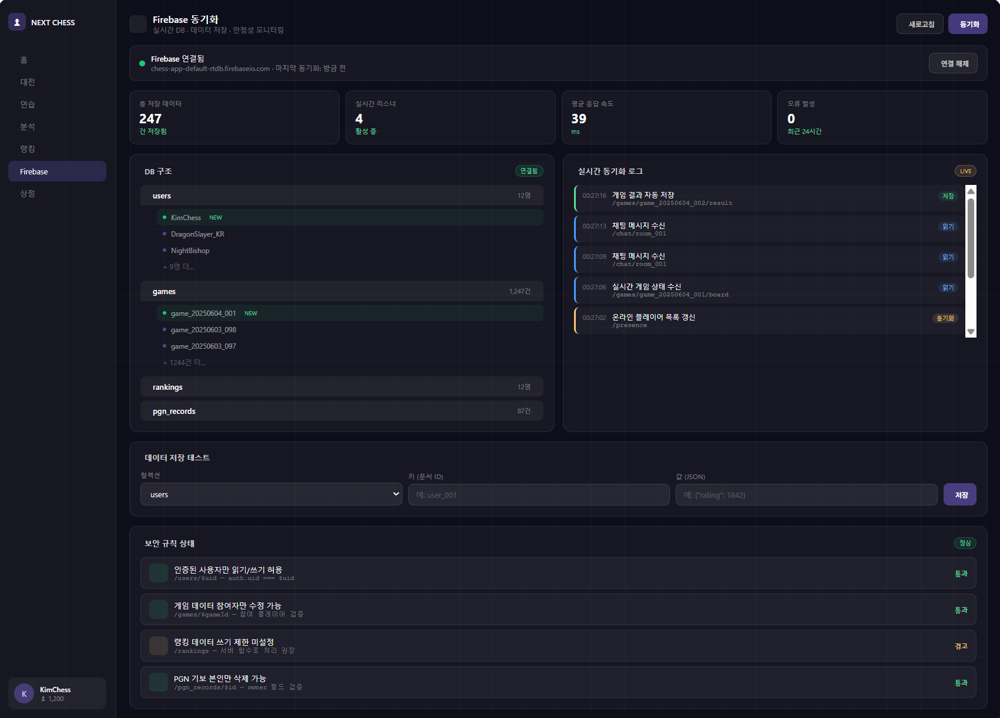 NEXT CHESS
홈
대전
연습
분석
랭킹
Firebase
상점
KimChess
1,200
K
Firebase 동기화
실시간 DB · 데이터 저장 · 안정성 모니터링
새로고침
동기화
Firebase 연결됨
chess-app-default-rtdb.firebaseio.com · 마지막 동기화: 방금 전
연결 해제
총 저장 데이터
247
건 저장됨
실시간 리스너
4
활성 중
평균 응답 속도
39
ms
오류 발생
0
최근 24시간
DB 구조
연결됨
users
12명
KimChess NEW
DragonSlayer_KR
NightBishop
+ 9명 더...
games
1,247건
game_20250604_001 NEW
game_20250603_098
game_20250603_097
+ 1244건 더...
rankings
12명
pgn_records
87건
실시간 동기화 로그
LIVE
00:27:16 게임 결과 자동 저장
/games/game_20250604_002/result
저장
00:27:13 채팅 메시지 수신
/chat/room_001
읽기
00:27:09 채팅 메시지 수신
/chat/room_001
읽기
00:27:06 실시간 게임 상태 수신
/games/game_20250604_001/board
읽기
00:27:02 온라인 플레이어 목록 갱신
/presence
동기화
데이터 저장 테스트
컬렉션
users
키 (문서 ID)
예: user_001
값 (JSON)
예: {"rating": 1842}
저장
보안 규칙 상태
정상
인증된 사용자만 읽기/쓰기 허용
/users/$uid — auth.uid === $uid
통과
게임 데이터 참여자만 수정 가능
/games/$gameId — 참여 플레이어 검증
통과
랭킹 데이터 쓰기 제한 미설정
/rankings — 서버 함수로 처리 권장
경고
PGN 기보 본인만 삭제 가능
/pgn_records/$id — owner 필드 검증
통과